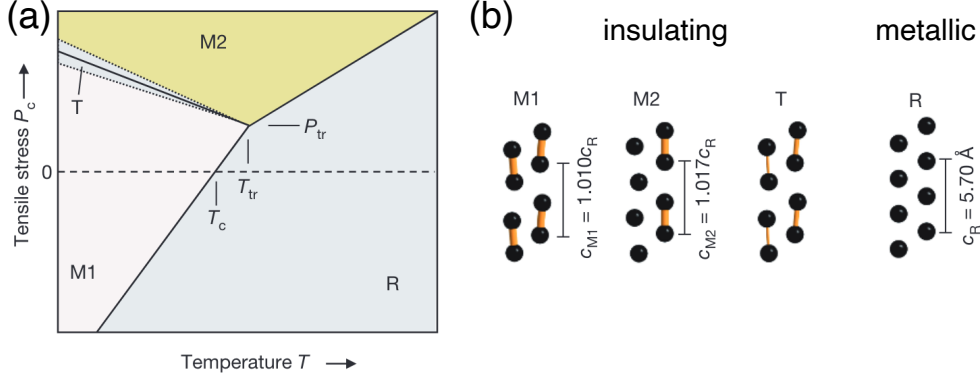 (a)
M2
T
P_tr
0
T_tr
T_c
M1
R
Tensile stress P_c
Temperature T
(b)
insulating
metallic
M1
M2
T
R
c_M1 = 1.010c_R
c_M2 = 1.017c_R
c_R = 5.70 Å